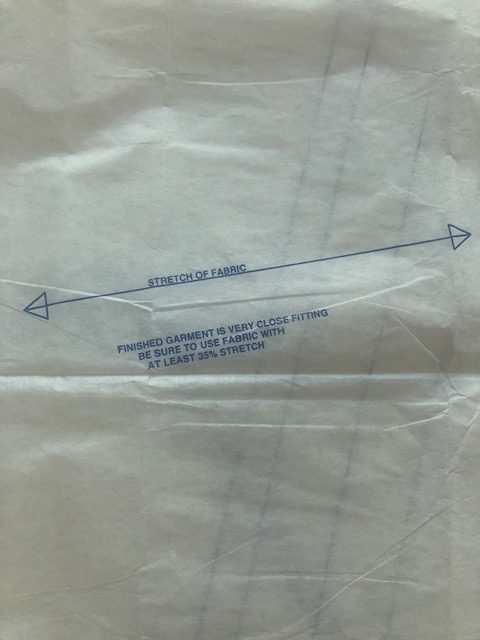 STRETCH OF FABRIC
FINISHED GARMENT IS VERY CLOSE FITTING
BE SURE TO USE FABRIC WITH
AT LEAST 35% STRETCH